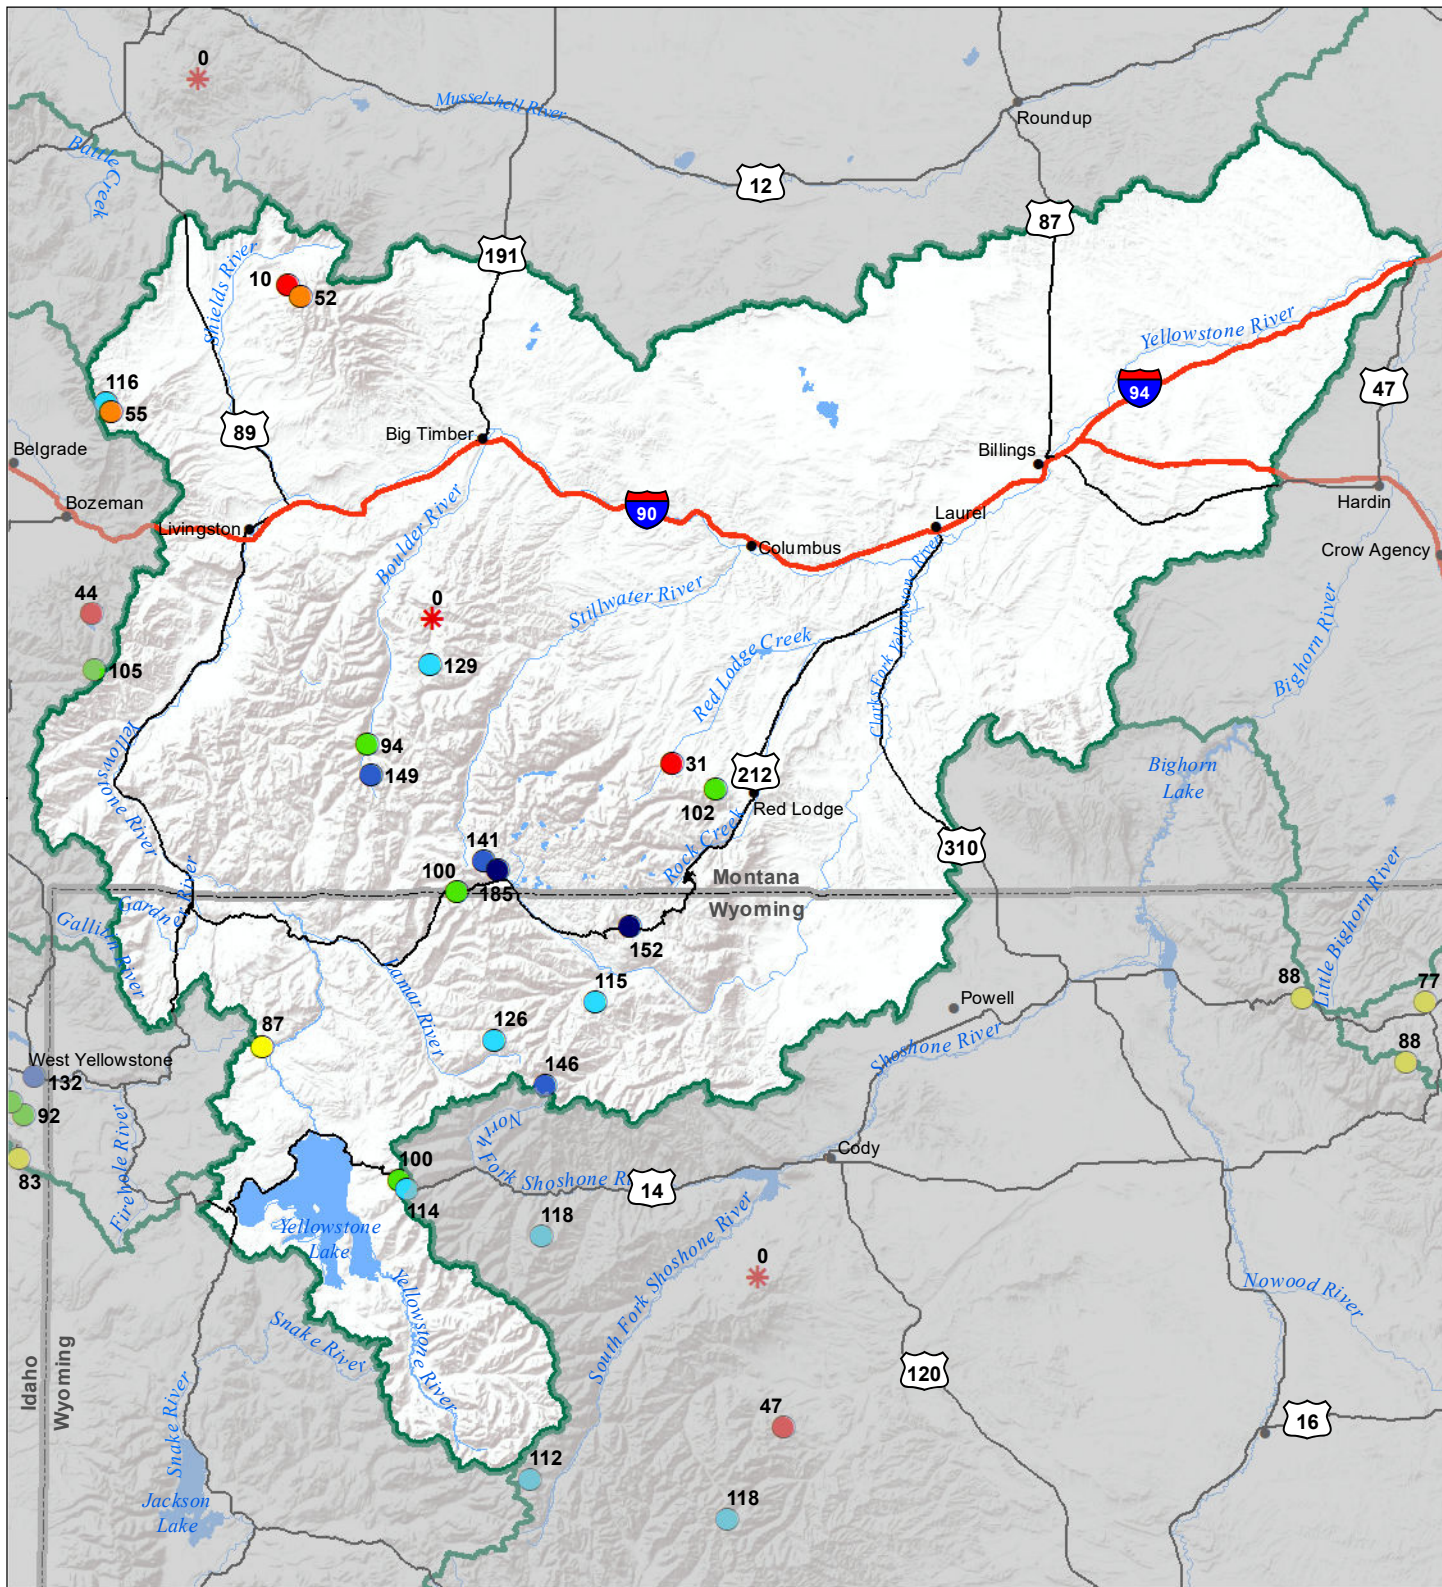 0
Musselshell River
Roundup
Battle
Creek
12
87
191
Shields River
10
52
Yellowstone River
116
55
94
47
89
Big Timber
Belgrade
Billings
Bozeman
Livingston
90
Laurel
Hardin
Columbus
Crow Agency
Boulder River
Stillwater River
Clarks Fork Yellowstone River
44
0
Red Lodge Creek
Bighorn River
105
129
Yellowstone River
94
149
31
212
102
Red Lodge
Bighorn
Lake
310
141
Rock Creek
100
185
Montana
Wyoming
Gardner River
Gallatin River
Little Bighorn River
152
Lamar River
115
88
77
Powell
87
126
Shoshone River
88
West Yellowstone
132
146
92
Firehole River
North
Fork Shoshone Ri
Cody
83
100
14
114
Yellowstone
Lake
118
South Fork Shoshone River
0
Nowood River
Yellowstone River
Snake River
Idaho
Wyoming
120
Snake River
47
16
112
Jackson
Lake
118